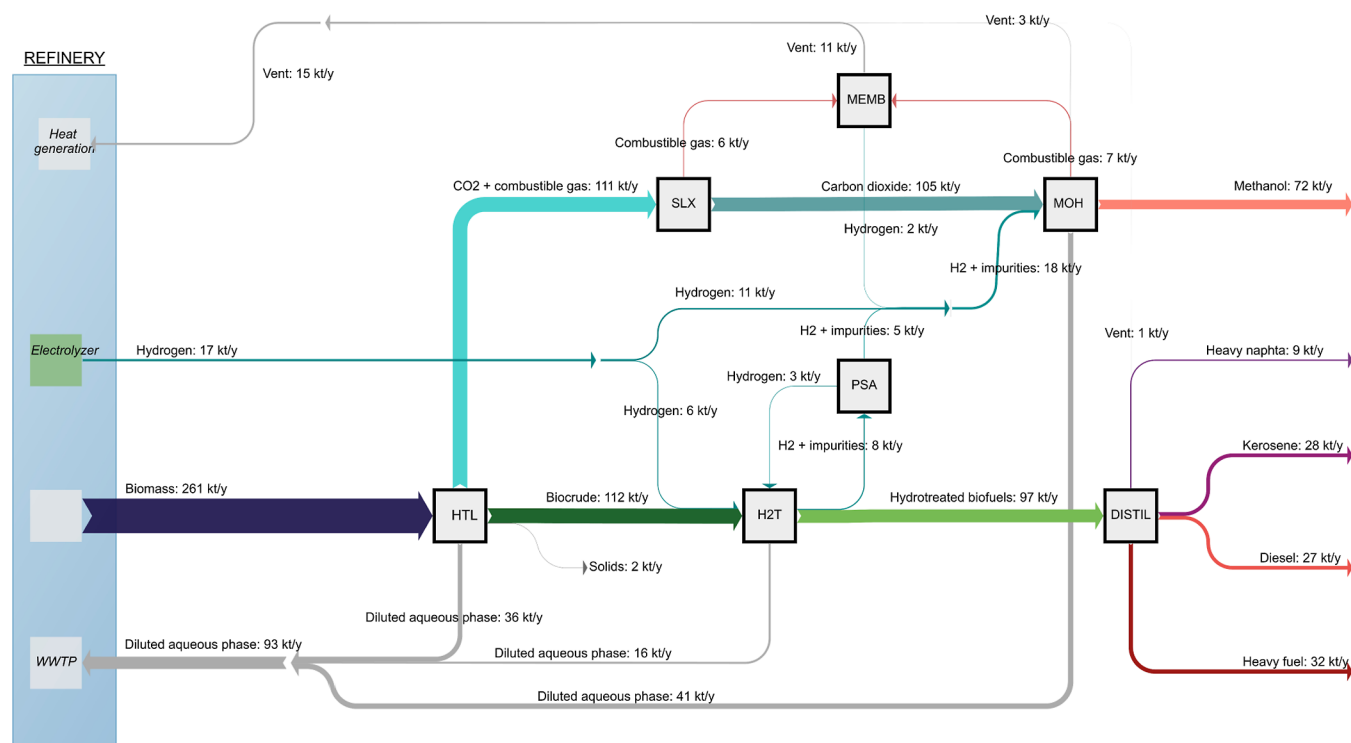 Vent: 3 kt/y
Vent: 11 kt/y
REFINERY
Vent: 15 kt/y
MEMB
Heat
generation
Combustible gas: 6 kt/y
Combustible gas: 7 kt/y
CO2 + combustible gas: 111 kt/y
Carbon dioxide: 105 kt/y
Methanol: 72 kt/y
SLX
MOH
Hydrogen: 2 kt/y
H2 + impurities: 18 kt/y
Hydrogen: 11 kt/y
H2 + impurities: 5 kt/y
Vent: 1 kt/y
Electrolyzer
Hydrogen: 17 kt/y
Heavy naphta: 9 kt/y
Hydrogen: 3 kt/y
PSA
Hydrogen: 6 kt/y
H2 + impurities: 8 kt/y
Kerosene: 28 kt/y
Biomass: 261 kt/y
Biocrude: 112 kt/y
Hydrotreated biofuels: 97 kt/y
HTL
H2T
DISTIL
Solids: 2 kt/y
Diesel: 27 kt/y
Diluted aqueous phase: 36 kt/y
Diluted aqueous phase: 93 kt/y
Diluted aqueous phase: 16 kt/y
WWTP
Heavy fuel: 32 kt/y
Diluted aqueous phase: 41 kt/y